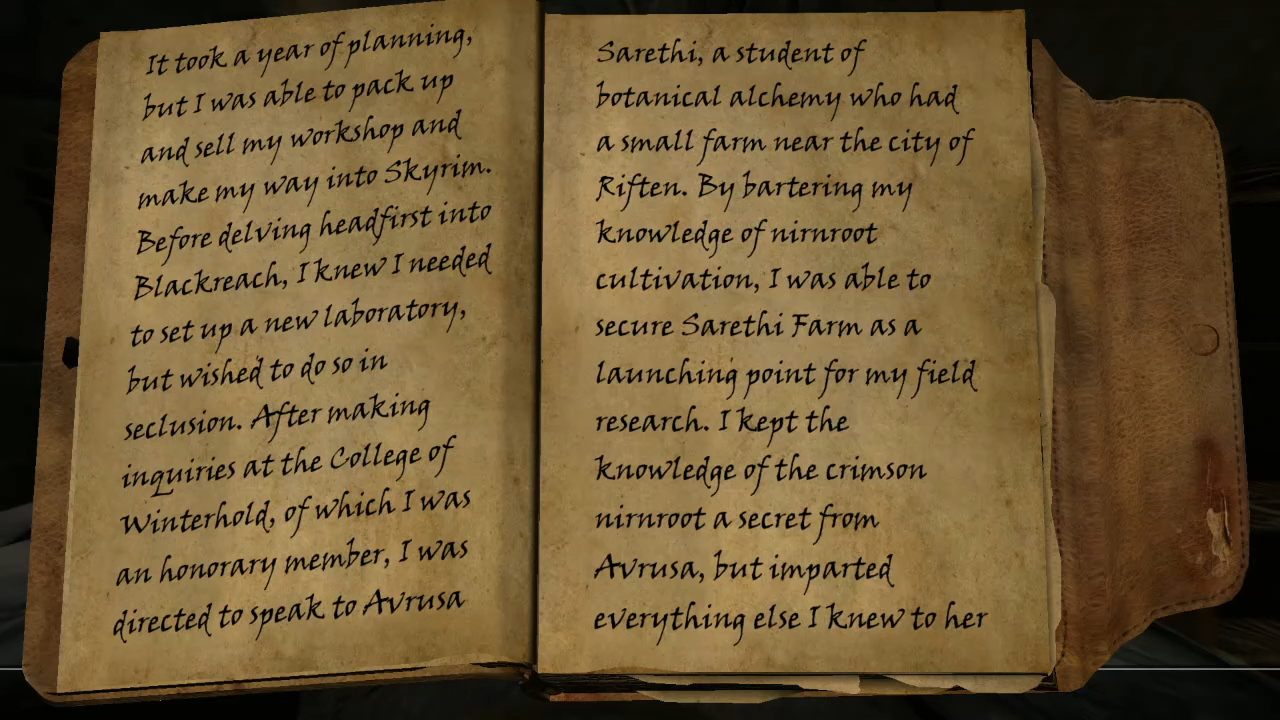 It took a year of planning,
but I was able to pack up
and sell my workshop and
make my way into Skyrim.
Before delving headfirst into
Blackreach, I knew I needed
to set up a new laboratory,
but wished to do so in
seclusion. After making
inquiries at the College of
Winterhold, of which I was
an honorary member, I was
directed to speak to Avrusa
Sarethi, a student of
botanical alchemy who had
a small farm near the city of
Riften. By bartering my
knowledge of nirnroot
cultivation, I was able to
secure Sarethi Farm as a
launching point for my field
research. I kept the
knowledge of the crimson
nirnroot a secret from
Avrusa, but imparted
everything else I knew to her